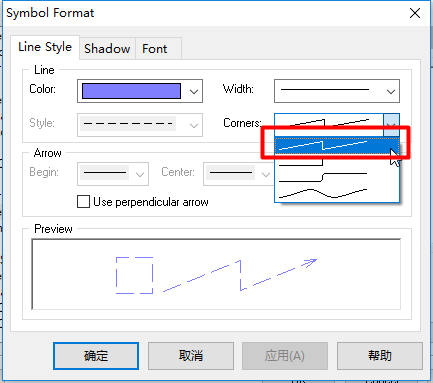 Symbol Format
Line Style Shadow Font
Line
Color: Width:
Style: Corners:
Arrow
Begin: Center:
Use perpendicular arrow
Preview
确定 取消 应用(A) 帮助